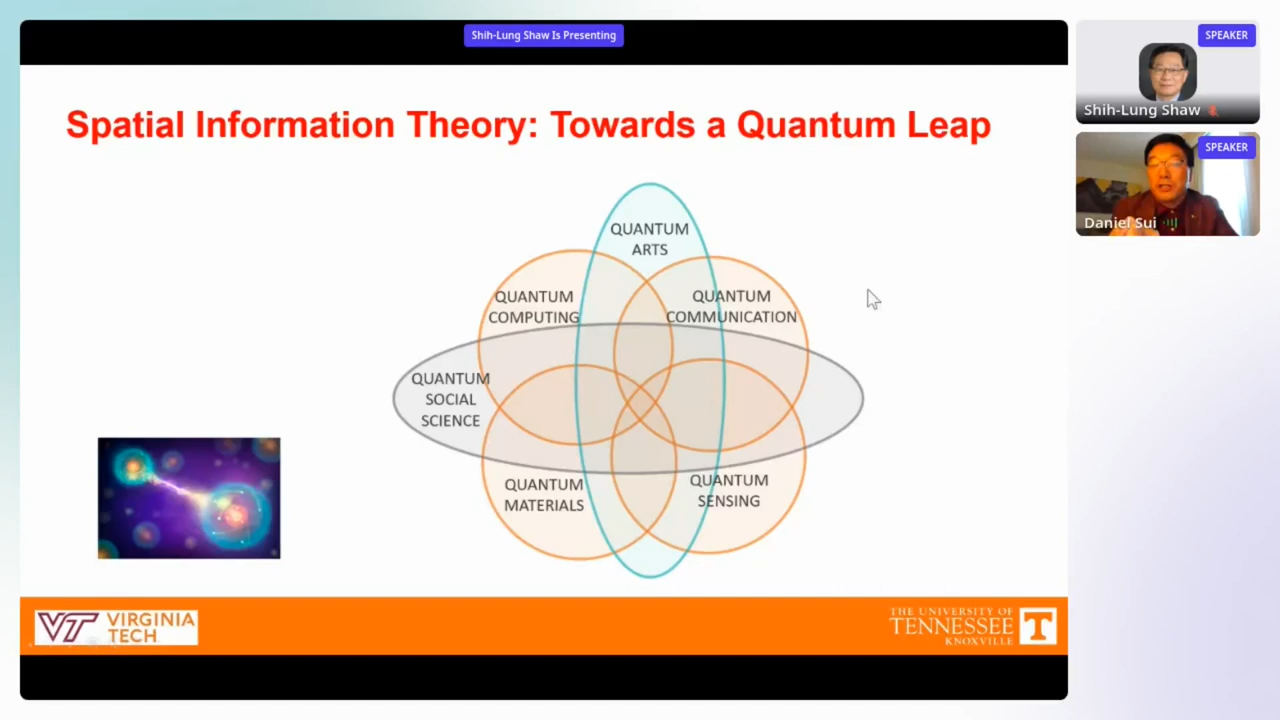 Shih-Lung Shaw Is Presenting
SPEAKER
Shih-Lung Shaw
SPEAKER
Daniel Sui
Spatial Information Theory: Towards a Quantum Leap
QUANTUM
ARTS
QUANTUM
COMPUTING
QUANTUM
COMMUNICATION
QUANTUM
SOCIAL
SCIENCE
QUANTUM
MATERIALS
QUANTUM
SENSING
VT VIRGINIA
TECH
THE UNIVERSITY OF
TENNESSEE
KNOXVILLE
T